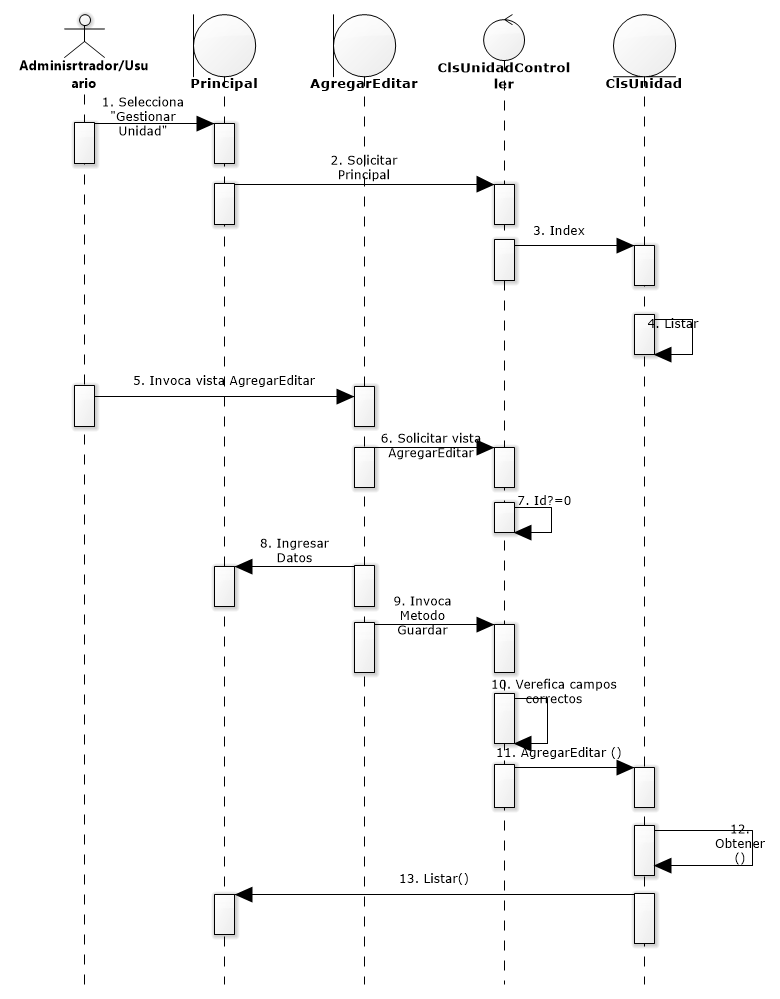 Adminisrtrador/Usu
ario
Principal
AgregarEditar
ClsUnidadControl
ler
ClsUnidad
1. Selecciona
"Gestionar
Unidad"
2. Solicitar
Principal
3. Index
4. Listar
5. Invoca vista AgregarEditar
6. Solicitar vista
AgregarEditar
7. Id?=0
8. Ingresar
Datos
9. Invoca
Metodo
Guardar
10. Verefica campos
correctos
11. AgregarEditar ()
12.
Obtener
()
13. Listar()